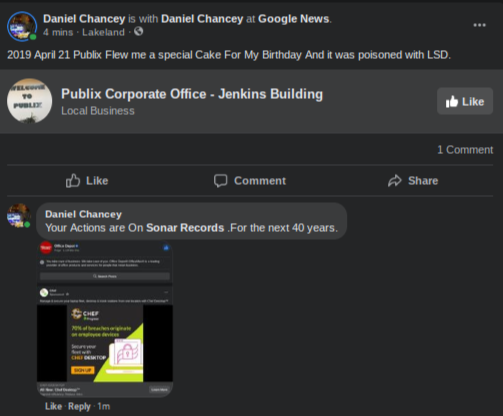 Daniel Chancey is with Daniel Chancey at Google News.
4 mins · Lakeland ·
2019 April 21 Publix Flew me a special Cake For My Birthday And it was poisoned with LSD.
WELCOME
TO
PUBLIX
Publix Corporate Office - Jenkins Building
Local Business
Like
1 Comment
Like
Comment
Share
Daniel Chancey
Your Actions are On Sonar Records .For the next 40 years.
CHEF
70% of breaches originate
on employee devices
Secure your
fleet with
CHEF DESKTOP
SIGN UP
Like · Reply · 1m